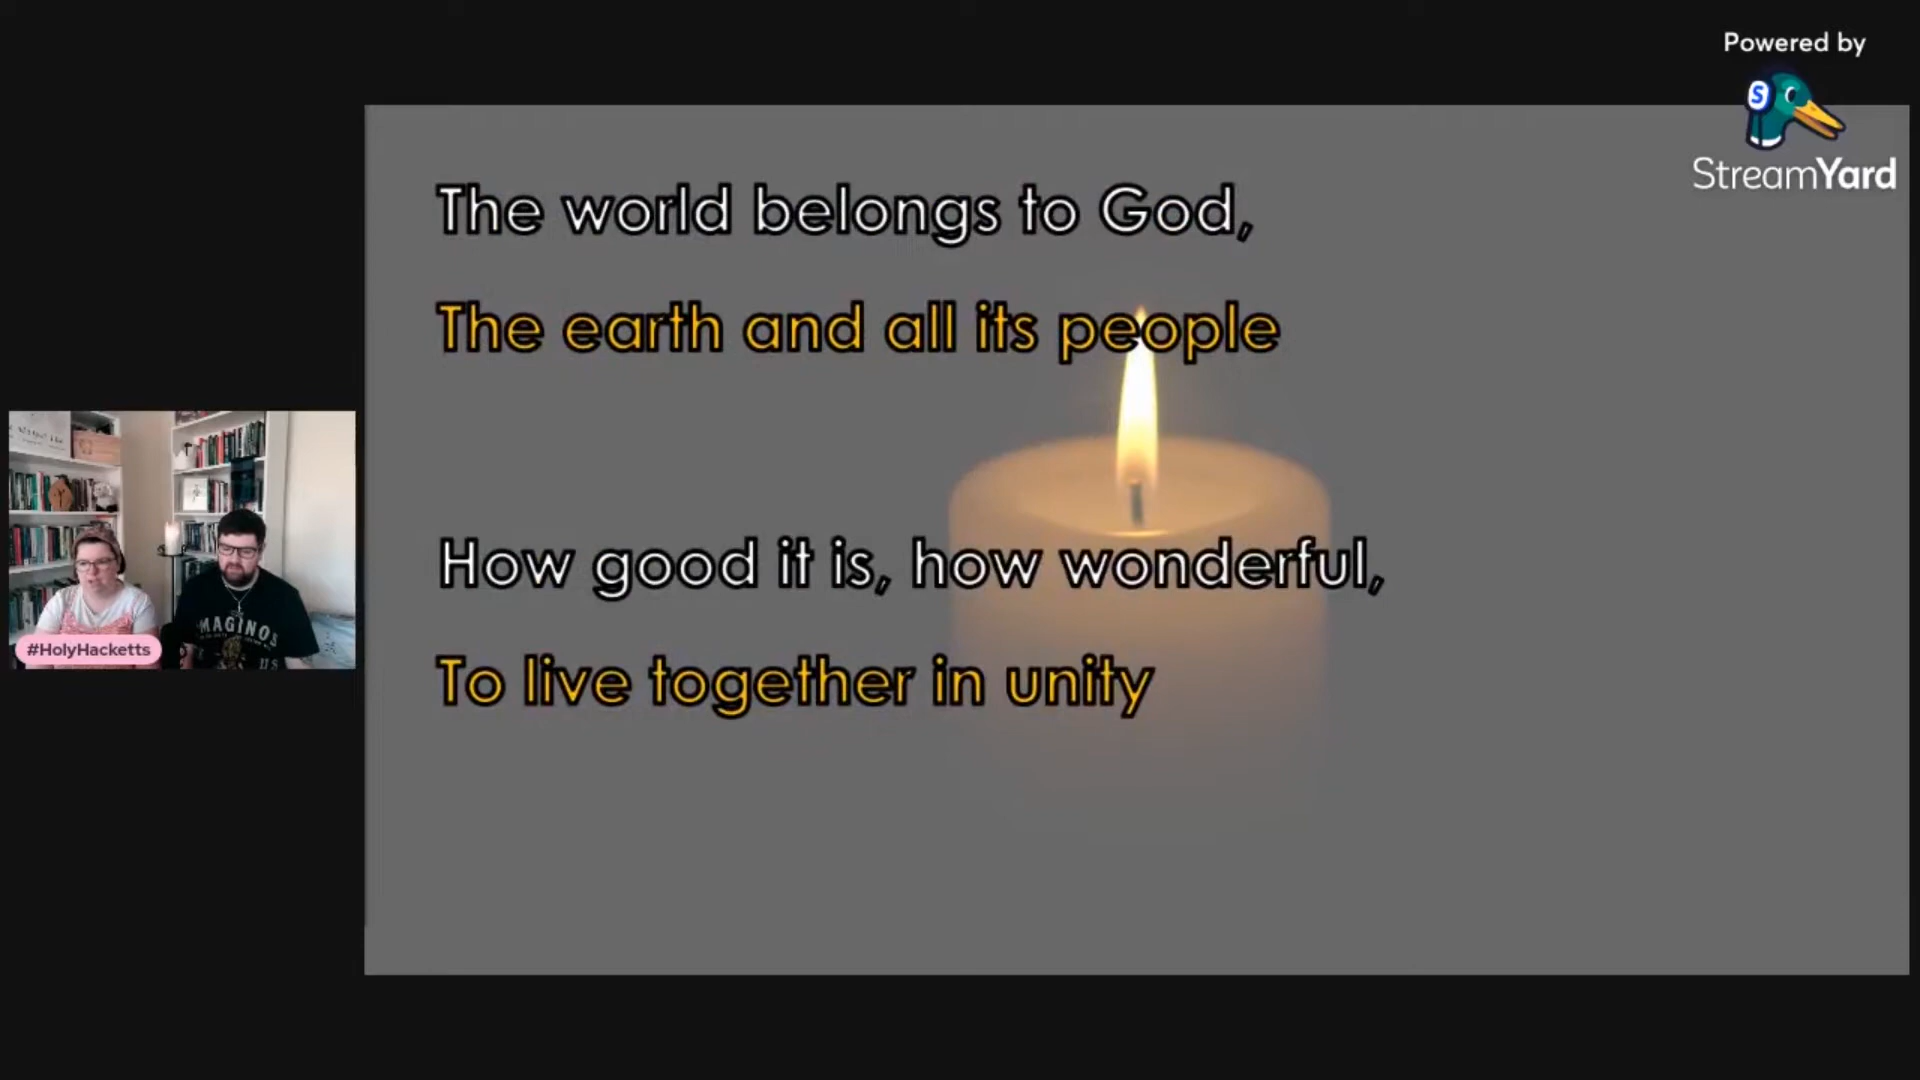 Powered by
StreamYard
The world belongs to God,
The earth and all its people
How good it is, how wonderful,
To live together in unity
#HolyHacketts